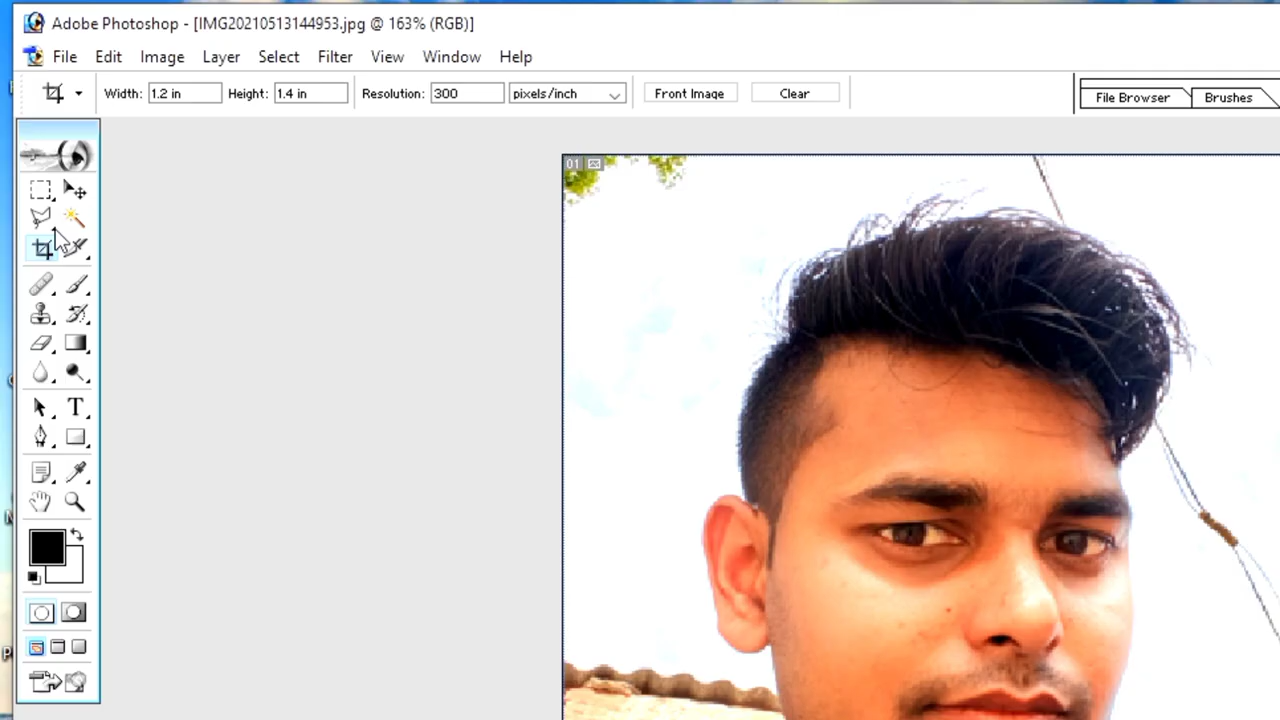 Adobe Photoshop - [IMG20210513144953.jpg @ 163% (RGB)]
File Edit Image Layer Select Filter View Window Help
Width: 1.2 in Height: 1.4 in Resolution: 300 pixels/inch Front Image Clear File Browser Brushes
01
T